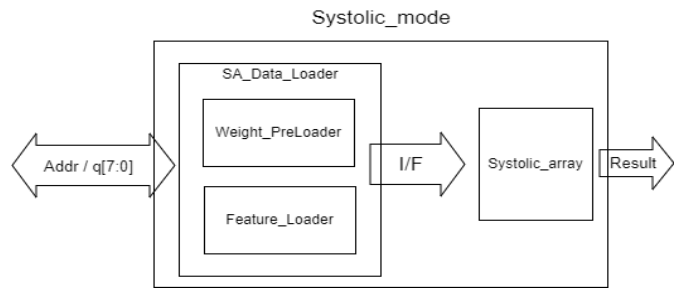 Systolic_mode
SA_Data_Loader
Weight_PreLoader
Addr / q[7:0]
I/F
Systolic_array
Result
Feature_Loader